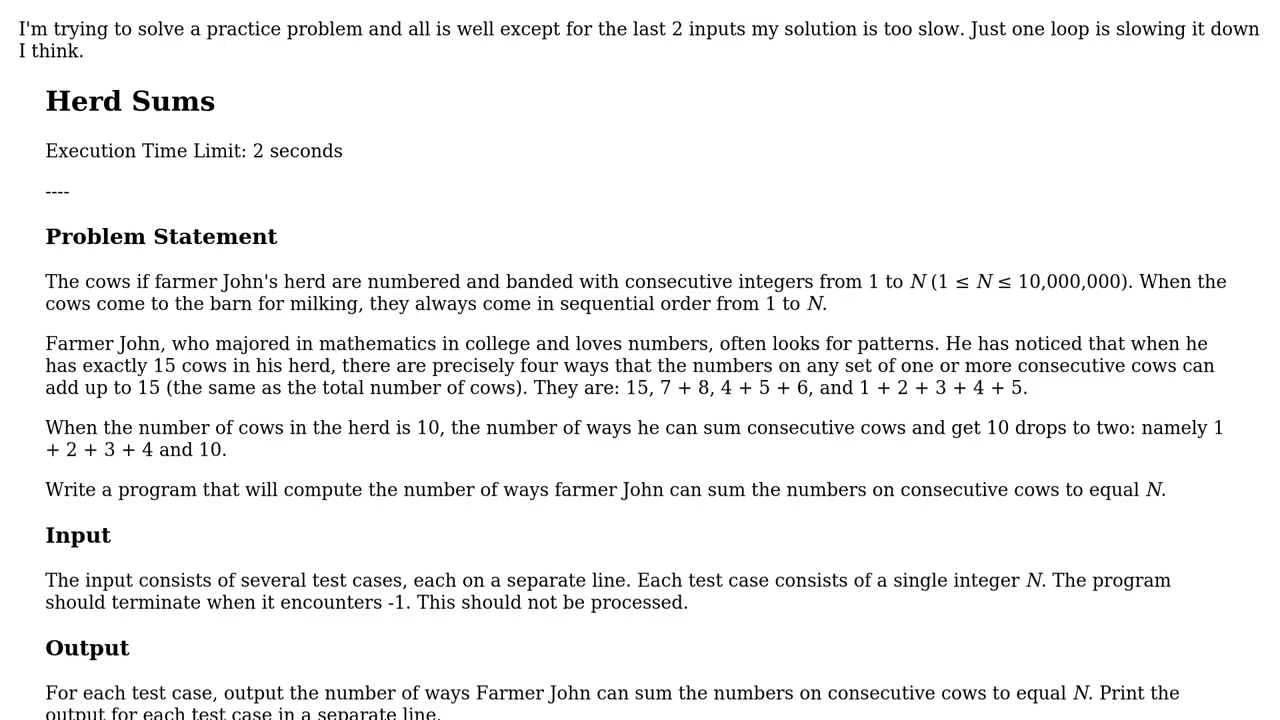 I'm trying to solve a practice problem and all is well except for the last 2 inputs my solution is too slow. Just one loop is slowing it down
I think.
Herd Sums
Execution Time Limit: 2 seconds
----
Problem Statement
The cows if farmer John's herd are numbered and banded with consecutive integers from 1 to N (1 ≤ N ≤ 10,000,000). When the
cows come to the barn for milking, they always come in sequential order from 1 to N.
Farmer John, who majored in mathematics in college and loves numbers, often looks for patterns. He has noticed that when he
has exactly 15 cows in his herd, there are precisely four ways that the numbers on any set of one or more consecutive cows can
add up to 15 (the same as the total number of cows). They are: 15, 7 + 8, 4 + 5 + 6, and 1 + 2 + 3 + 4 + 5.
When the number of cows in the herd is 10, the number of ways he can sum consecutive cows and get 10 drops to two: namely 1
+ 2 + 3 + 4 and 10.
Write a program that will compute the number of ways farmer John can sum the numbers on consecutive cows to equal N.
Input
The input consists of several test cases, each on a separate line. Each test case consists of a single integer N. The program
should terminate when it encounters -1. This should not be processed.
Output
For each test case, output the number of ways Farmer John can sum the numbers on consecutive cows to equal N. Print the
output for each test case in a separate line.